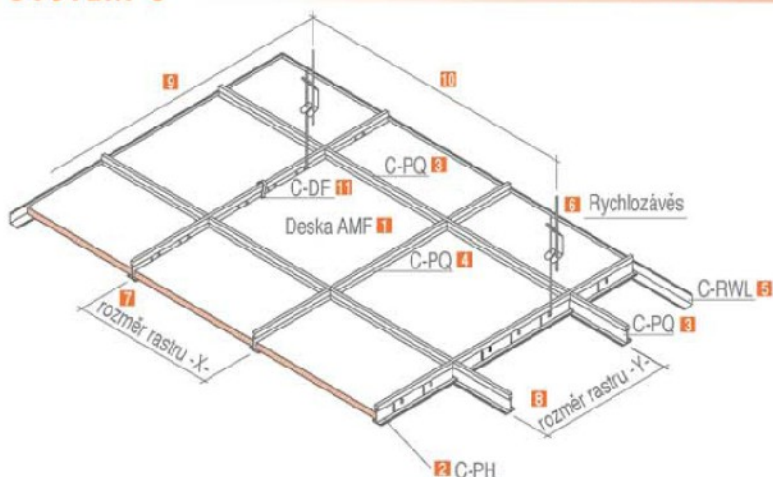 9
10
C-PQ 3
C-DF 11
Deska AMF 1
6 Rychlozávěs
C-PQ 4
C-RWL 5
7
rozměr rastru -X-
C-PQ 3
8
rozměr rastru -Y-
2 C-PH